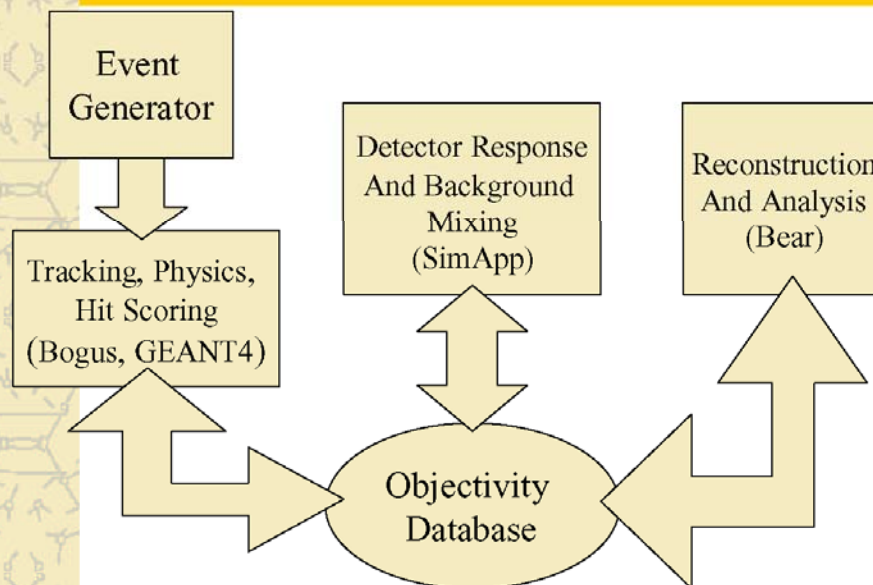 Event
Generator
Tracking, Physics,
Hit Scoring
(Bogus, GEANT4)
Detector Response
And Background
Mixing
(SimApp)
Reconstruction
And Analysis
(Bear)
Objectivity
Database